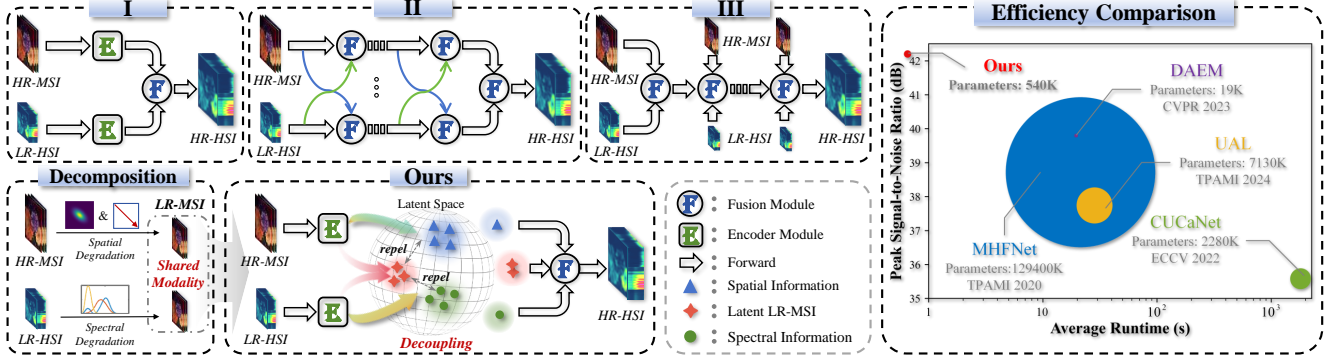 I
HR-MSI
E
F
LR-HSI
E
HR-HSI
II
HR-MSI
F
F
F
LR-HSI
F
F
HR-HSI
III
HR-MSI
HR-MSI
F
F
F
LR-HSI
LR-HSI
HR-HSI
Decomposition
LR-MSI
&
HR-MSI
Spatial
Degradation
Shared
Modality
LR-HSI
Spectral
Degradation
Ours
HR-MSI
E
Latent Space
repel
repel
F
LR-HSI
E
Decoupling
HR-HSI
F : Fusion Module
E : Encoder Module
: Forward
: Spatial Information
: Latent LR-MSI
: Spectral Information
Efficiency Comparison
Peak Signal-to-Noise Ratio (dB)
42
41
40
39
38
37
36
35
Ours
Parameters: 540K
DAEM
Parameters: 19K
CVPR 2023
UAL
Parameters: 7130K
TPAMI 2024
CUCaNet
Parameters: 2280K
ECCV 2022
MHFNet
Parameters:129400K
TPAMI 2020
10
10²
10³
Average Runtime (s)